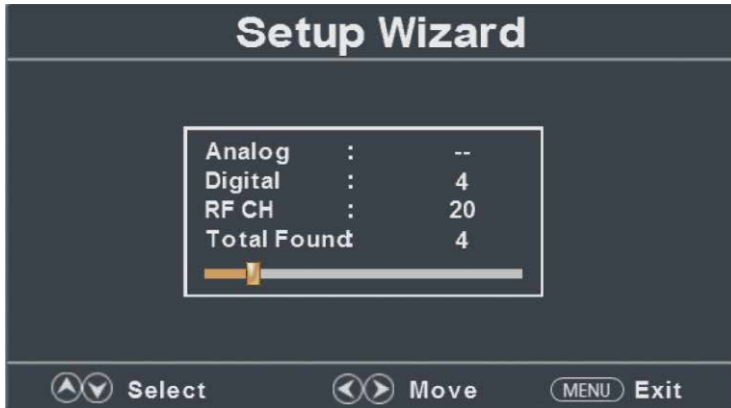 Setup Wizard
Analog : --
Digital : 4
RF CH : 20
Total Found: 4
Select Move MENU Exit